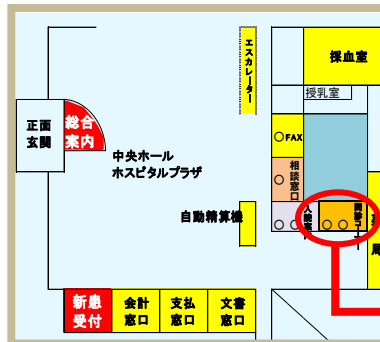 エスカレーター
採血室
授乳室
正面
玄関
総合
案内
FAX
中央ホール
ホスピタルプラザ
相談窓口
自動精算機
新患
受付
会計
窓口
支払
窓口
文書
窓口